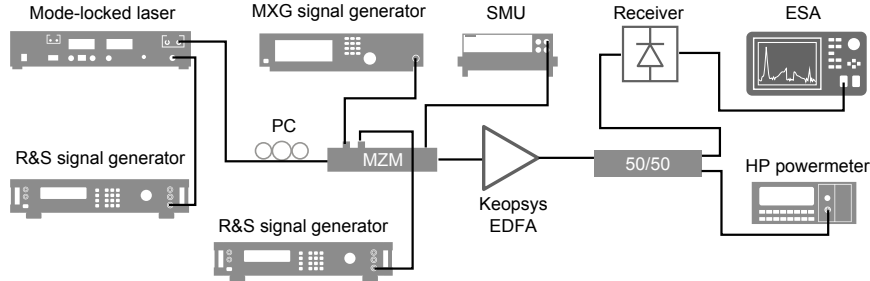 Mode-locked laser
MXG signal generator
SMU
Receiver
ESA
PC
MZM
R&S signal generator
50/50
HP powermeter
Keopsys
EDFA
R&S signal generator